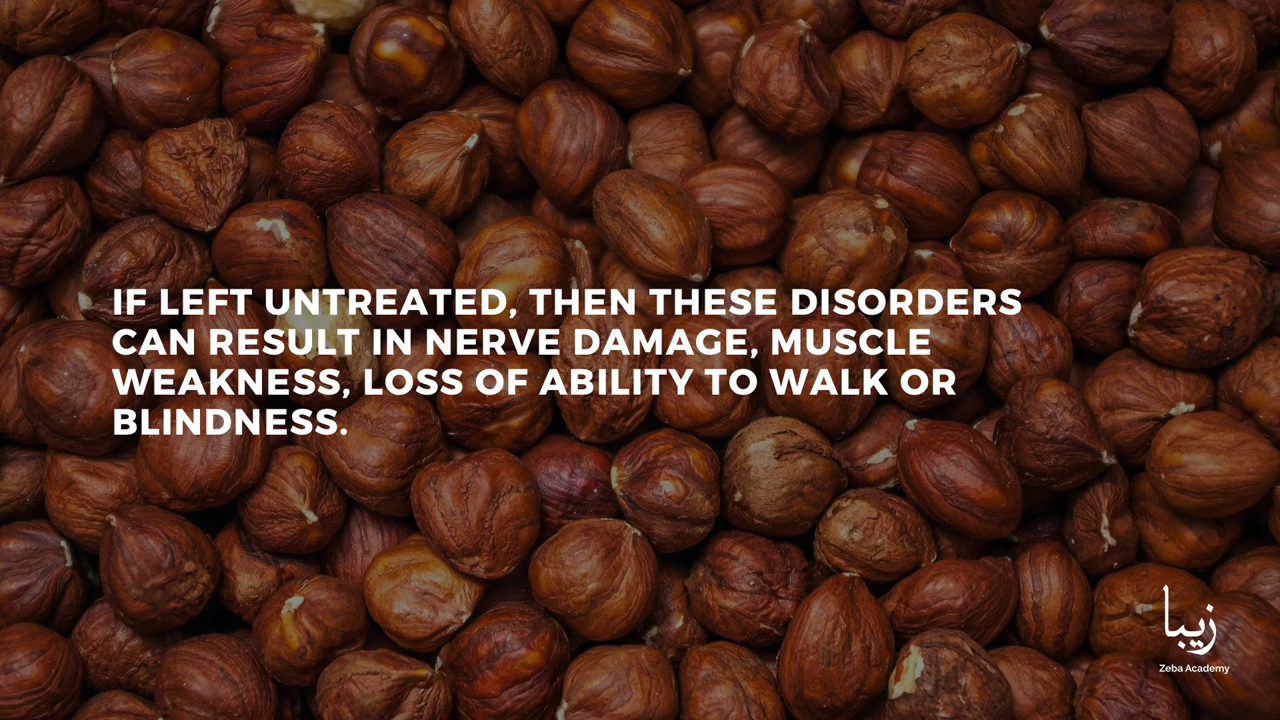 IF LEFT UNTREATED, THEN THESE DISORDERS
CAN RESULT IN NERVE DAMAGE, MUSCLE
WEAKNESS, LOSS OF ABILITY TO WALK OR
BLINDNESS.
زیبا
Zeba Academy